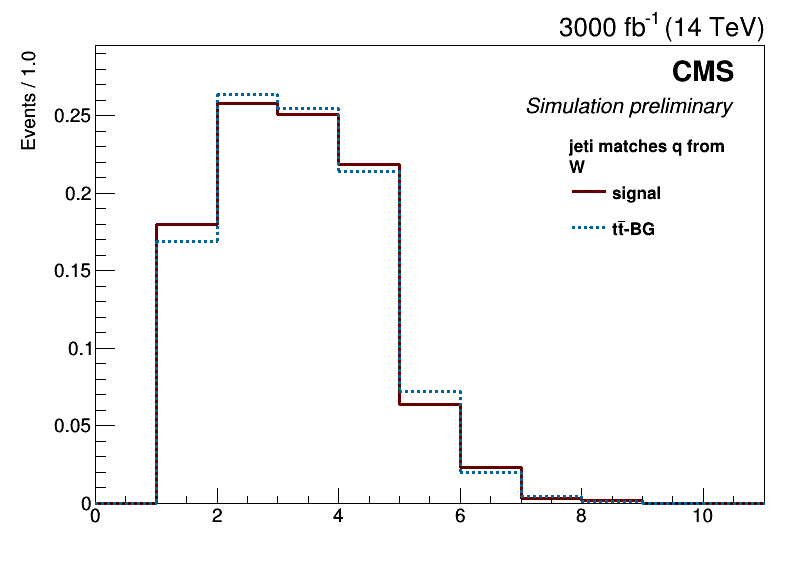 3000 fb⁻¹ (14 TeV)
Events / 1.0
CMS
Simulation preliminary
jeti matches q from
W
signal
tt̄-BG
0.25
0.2
0.15
0.1
0.05
0
0 2 4 6 8 10